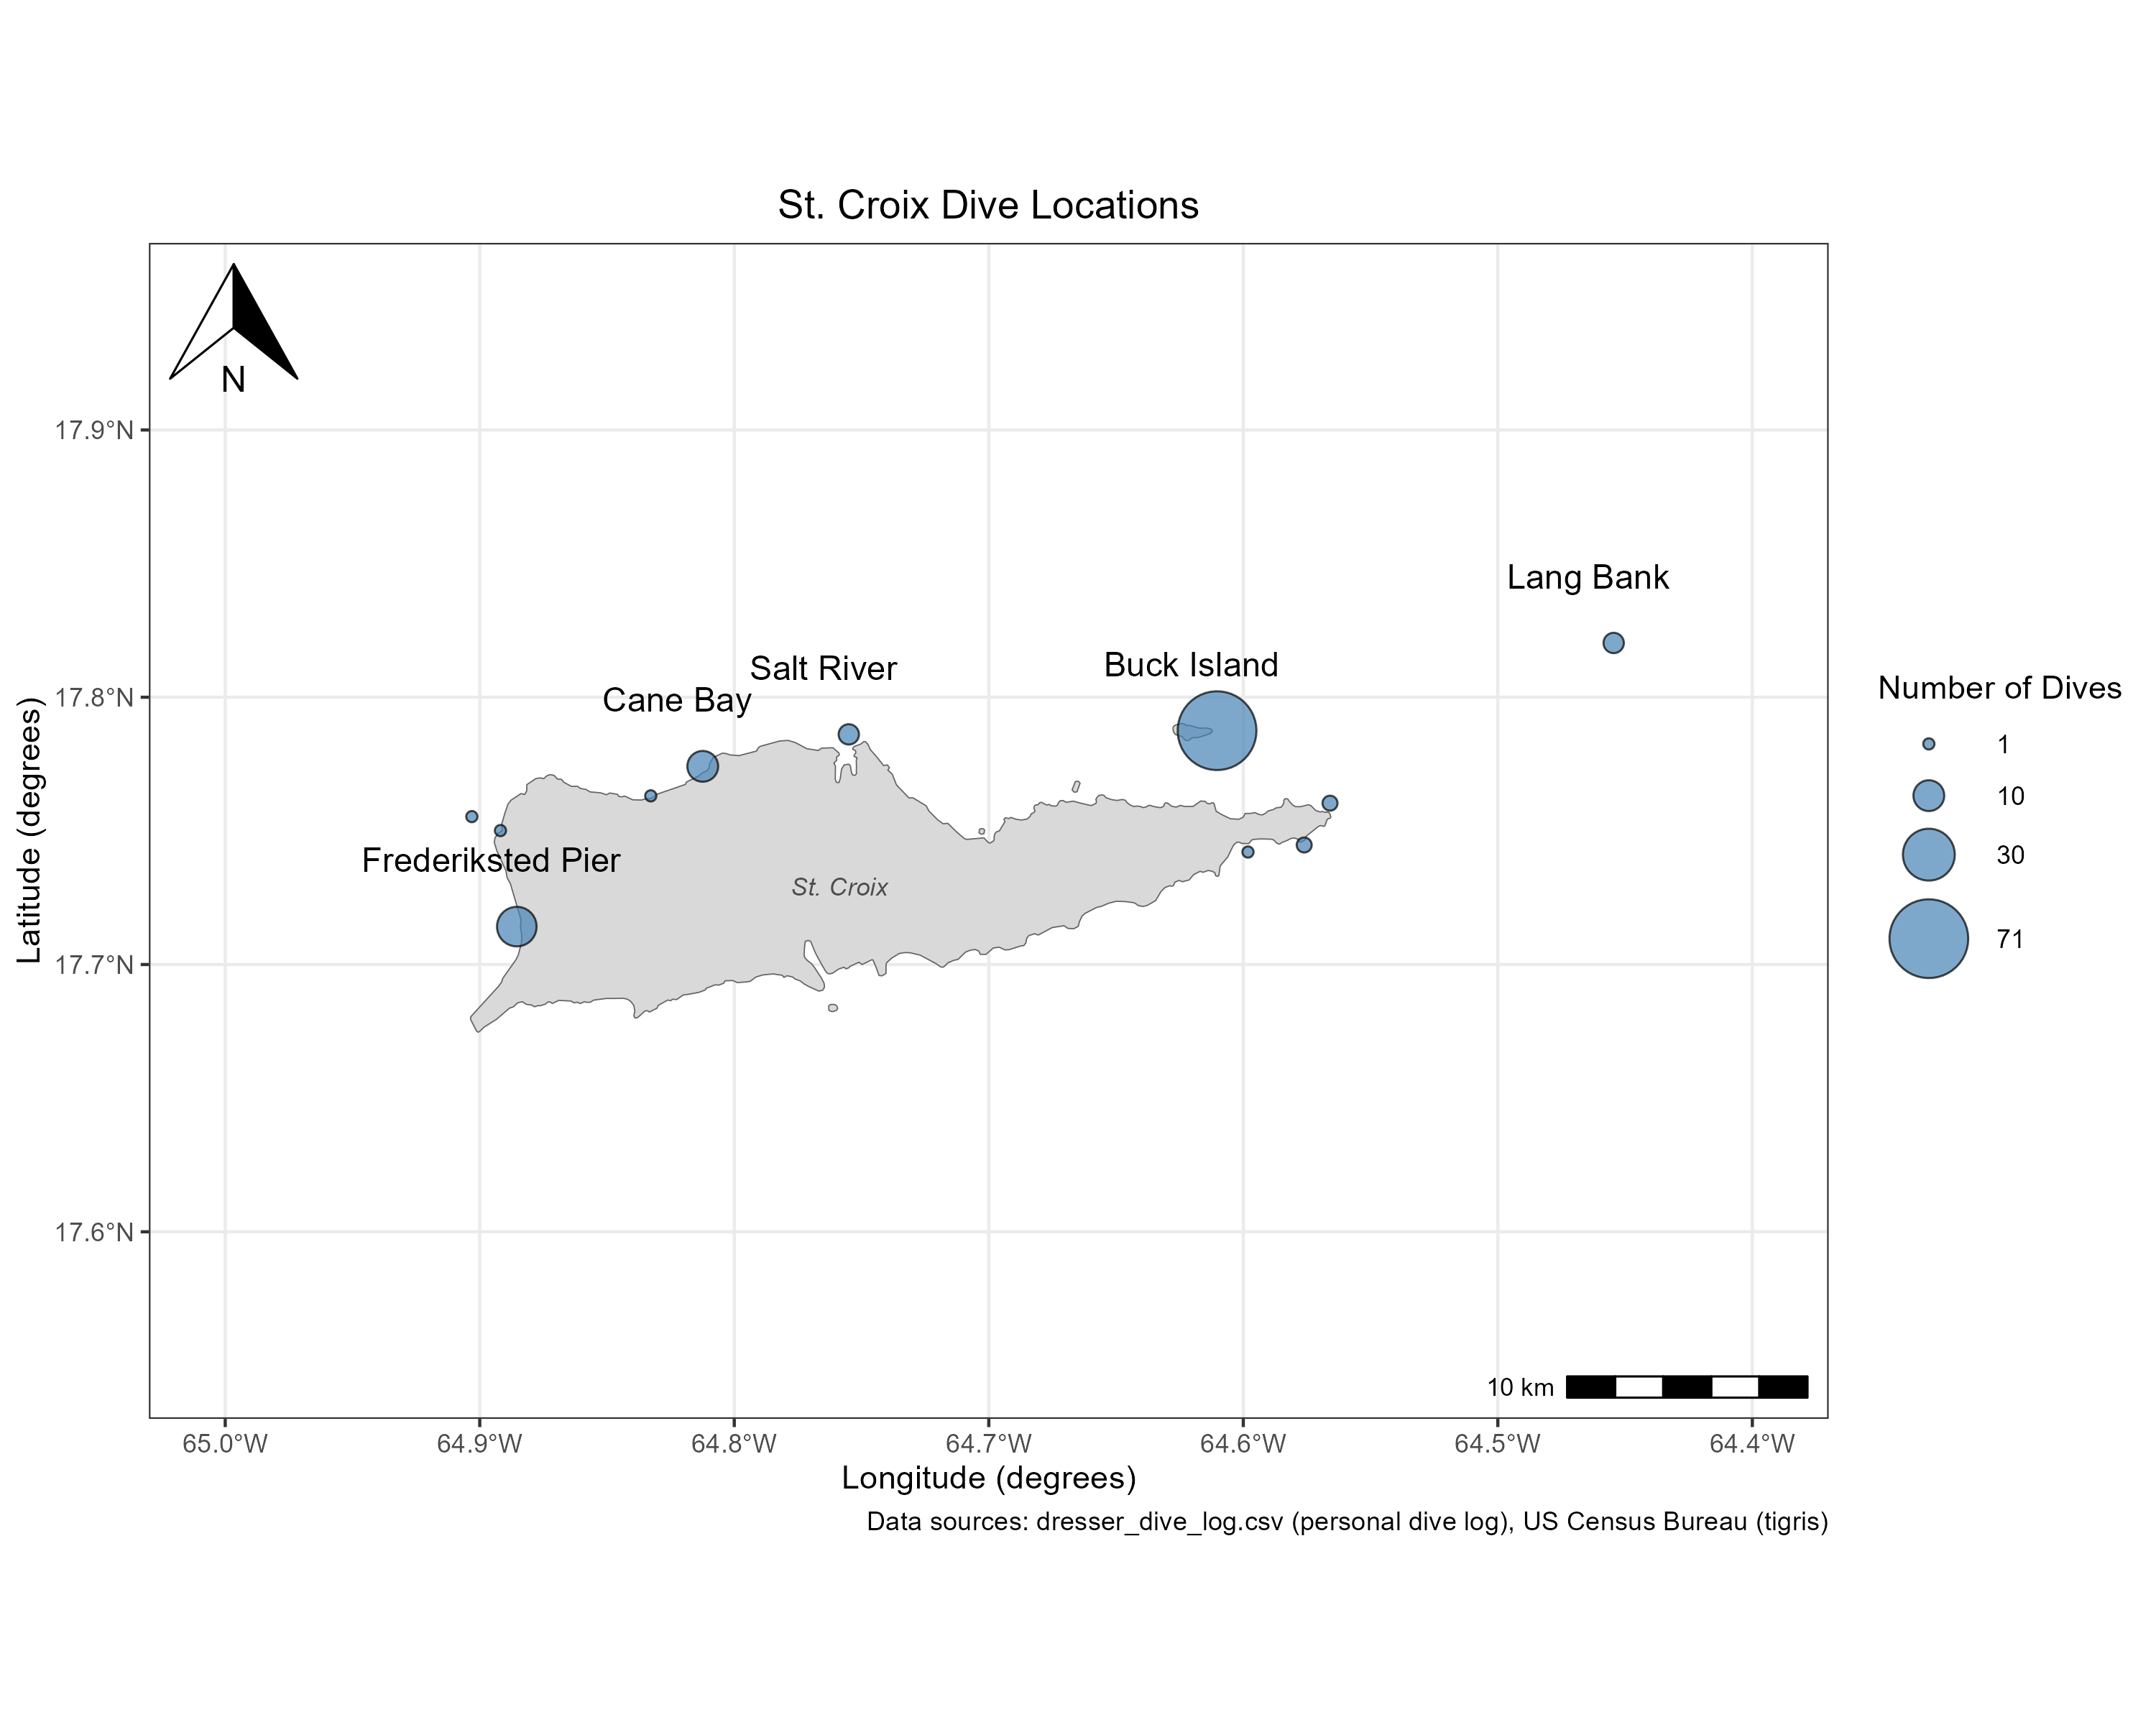 St. Croix Dive Locations
N
17.9°N
17.8°N
17.7°N
17.6°N
Latitude (degrees)
Lang Bank
Buck Island
Salt River
Cane Bay
Frederiksted Pier
St. Croix
10 km
65.0°W
64.9°W
64.8°W
64.7°W
64.6°W
64.5°W
64.4°W
Longitude (degrees)
Data sources: dresser_dive_log.csv (personal dive log), US Census Bureau (tigris)
Number of Dives
1
10
30
71